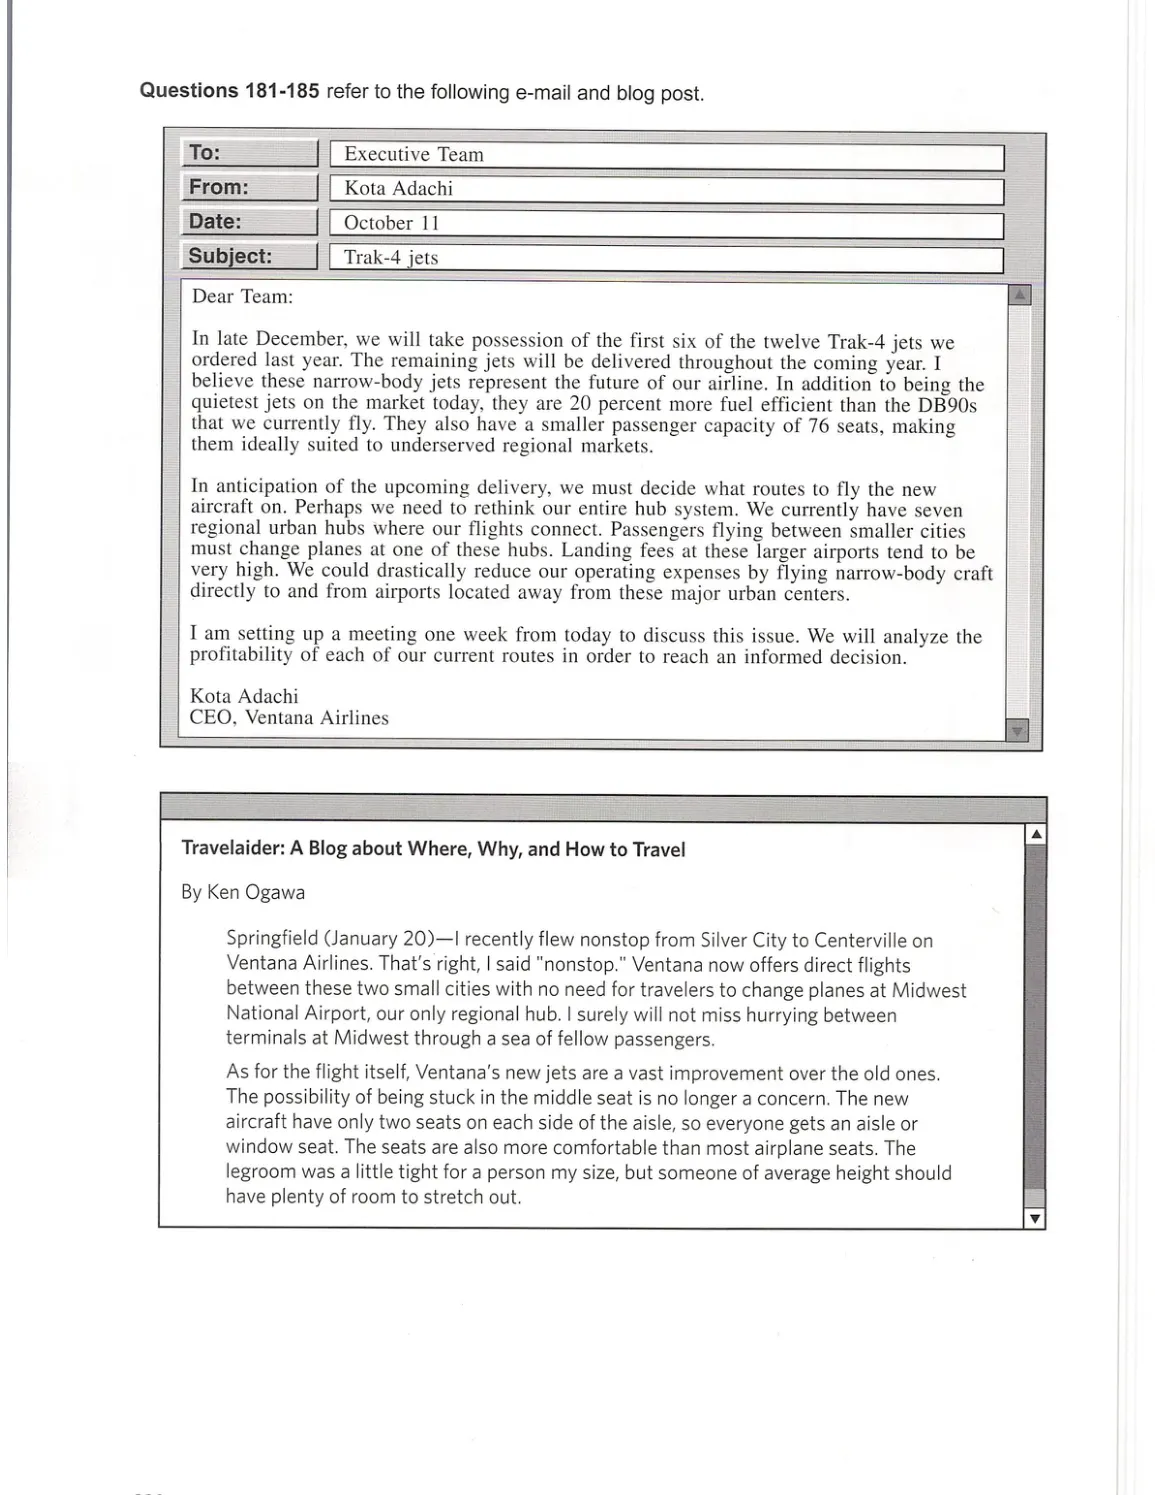 Questions 181-185 refer to the following e-mail and blog post.
To: Executive Team
From: Kota Adachi
Date: October 11
Subject: Trak-4 jets
Dear Team:
In late December, we will take possession of the first six of the twelve Trak-4 jets we
ordered last year. The remaining jets will be delivered throughout the coming year. I
believe these narrow-body jets represent the future of our airline. In addition to being the
quietest jets on the market today, they are 20 percent more fuel efficient than the DB90s
that we currently fly. They also have a smaller passenger capacity of 76 seats, making
them ideally suited to underserved regional markets.
In anticipation of the upcoming delivery, we must decide what routes to fly the new
aircraft on. Perhaps we need to rethink our entire hub system. We currently have seven
regional urban hubs where our flights connect. Passengers flying between smaller cities
must change planes at one of these hubs. Landing fees at these larger airports tend to be
very high. We could drastically reduce our operating expenses by flying narrow-body craft
directly to and from airports located away from these major urban centers.
I am setting up a meeting one week from today to discuss this issue. We will analyze the
profitability of each of our current routes in order to reach an informed decision.
Kota Adachi
CEO, Ventana Airlines
Travelaider: A Blog about Where, Why, and How to Travel
By Ken Ogawa
Springfield (January 20)—I recently flew nonstop from Silver City to Centerville on
Ventana Airlines. That's right, I said "nonstop." Ventana now offers direct flights
between these two small cities with no need for travelers to change planes at Midwest
National Airport, our only regional hub. I surely will not miss hurrying between
terminals at Midwest through a sea of fellow passengers.
As for the flight itself, Ventana's new jets are a vast improvement over the old ones.
The possibility of being stuck in the middle seat is no longer a concern. The new
aircraft have only two seats on each side of the aisle, so everyone gets an aisle or
window seat. The seats are also more comfortable than most airplane seats. The
legroom was a little tight for a person my size, but someone of average height should
have plenty of room to stretch out.